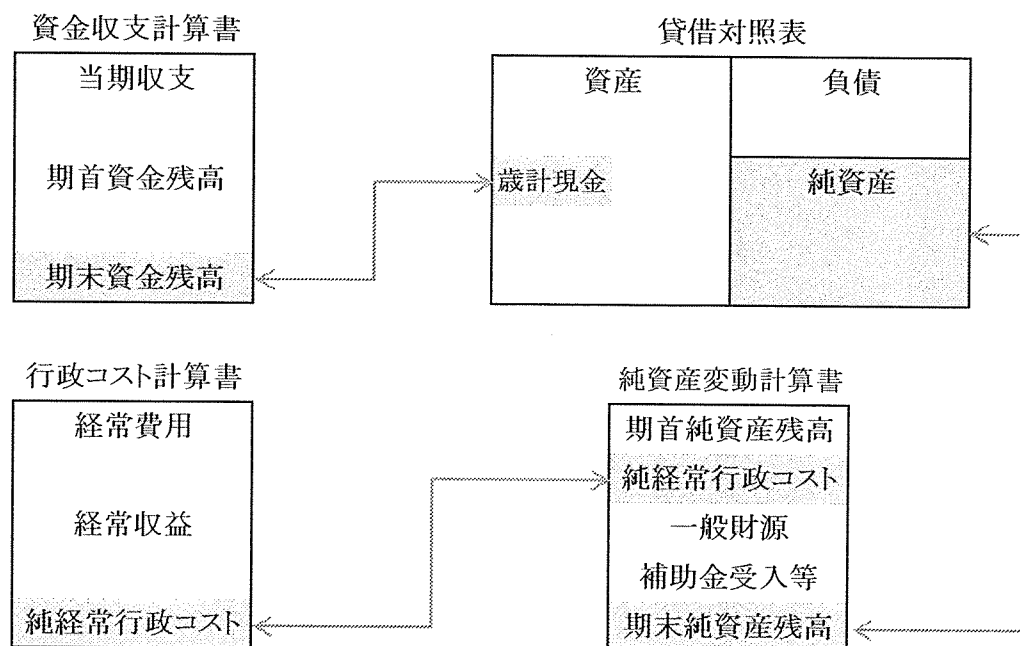 資金収支計算書
当期収支
期首資金残高
期末資金残高
貸借対照表
資産
歳計現金
負債
純資産
行政コスト計算書
経常費用
経常収益
純経常行政コスト
純資産変動計算書
期首純資産残高
純経常行政コスト
一般財源
補助金受入等
期末純資産残高